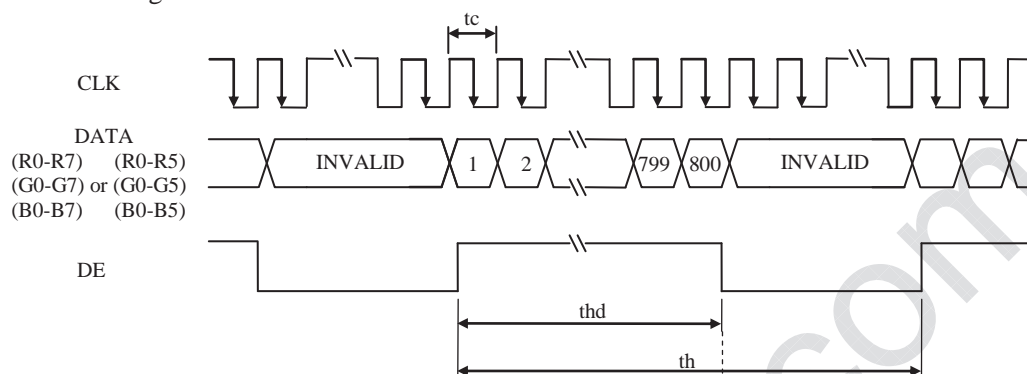 tc
CLK
DATA
(R0-R7) (R0-R5)
(G0-G7) or (G0-G5)
(B0-B7) (B0-B5)
INVALID 1 2 799 800 INVALID
DE
thd
th
com